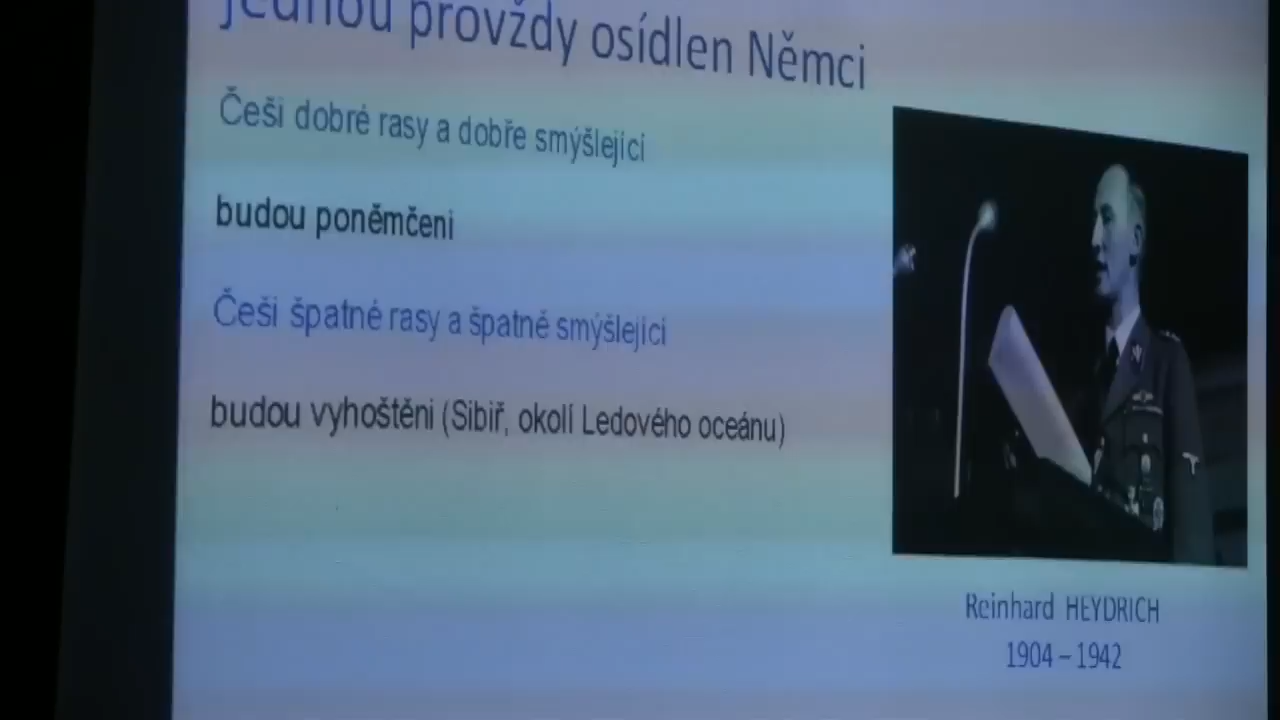 jednou provždy osídlen Němci
Češi dobré rasy a dobře smýšlející
budou poněmčeni
Češi špatné rasy a špatně smýšlející
budou vyhoštěni (Sibiř, okolí Ledového oceánu)
Reinhard HEYDRICH
1904 – 1942